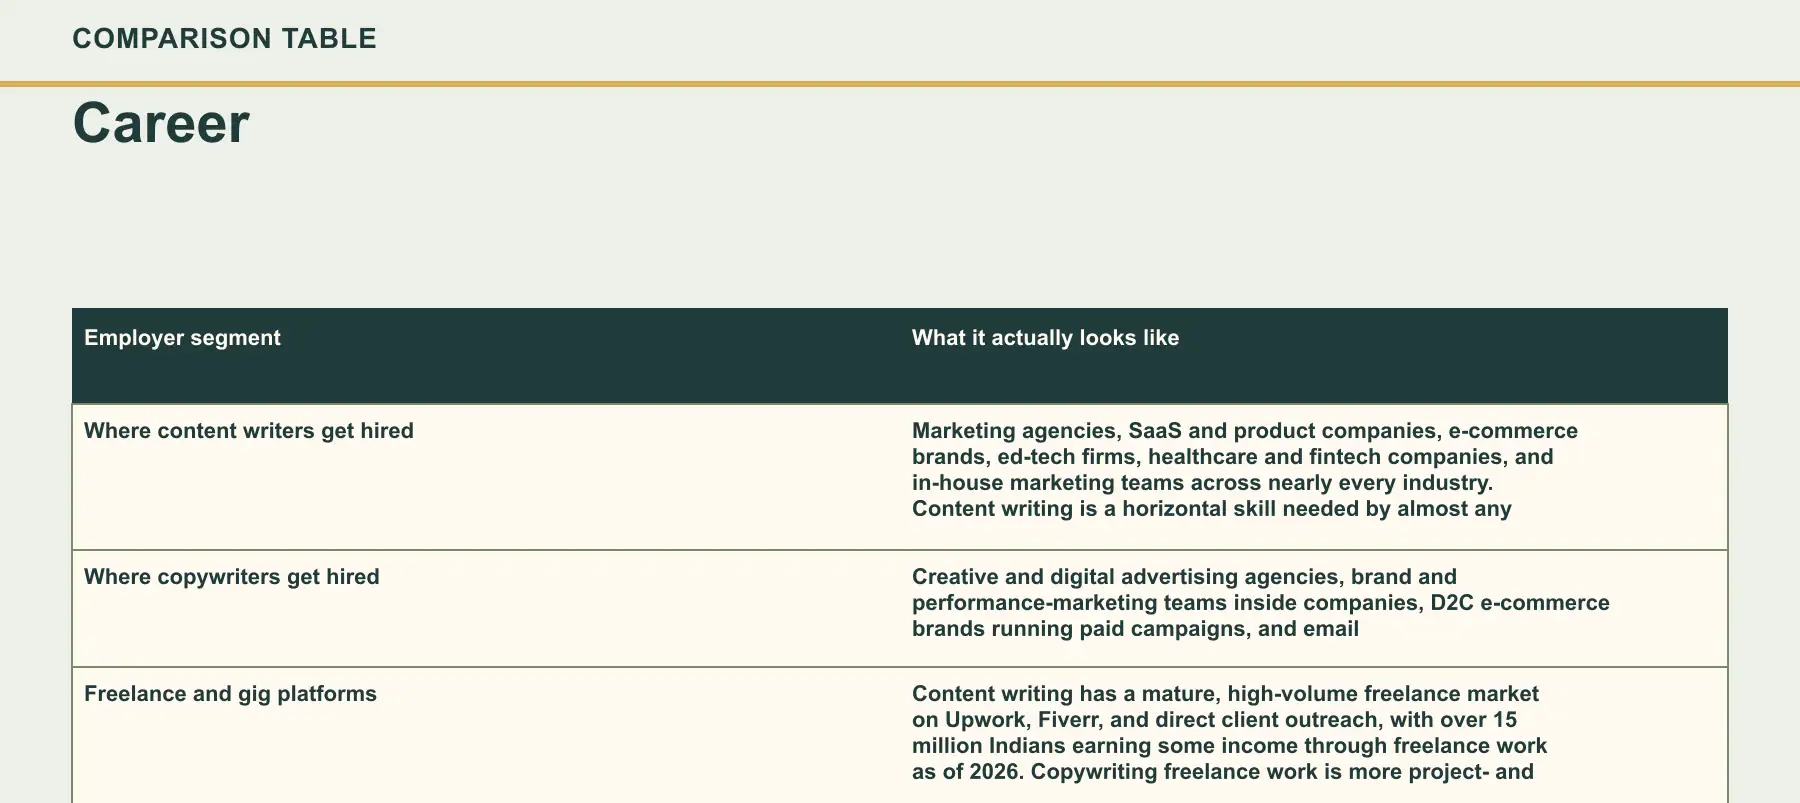 COMPARISON TABLE
Career
Employer segment
What it actually looks like
Where content writers get hired
Marketing agencies, SaaS and product companies, e-commerce
brands, ed-tech firms, healthcare and fintech companies, and
in-house marketing teams across nearly every industry.
Content writing is a horizontal skill needed by almost any
Where copywriters get hired
Creative and digital advertising agencies, brand and
performance-marketing teams inside companies, D2C e-commerce
brands running paid campaigns, and email
Freelance and gig platforms
Content writing has a mature, high-volume freelance market
on Upwork, Fiverr, and direct client outreach, with over 15
million Indians earning some income through freelance work
as of 2026. Copywriting freelance work is more project- and